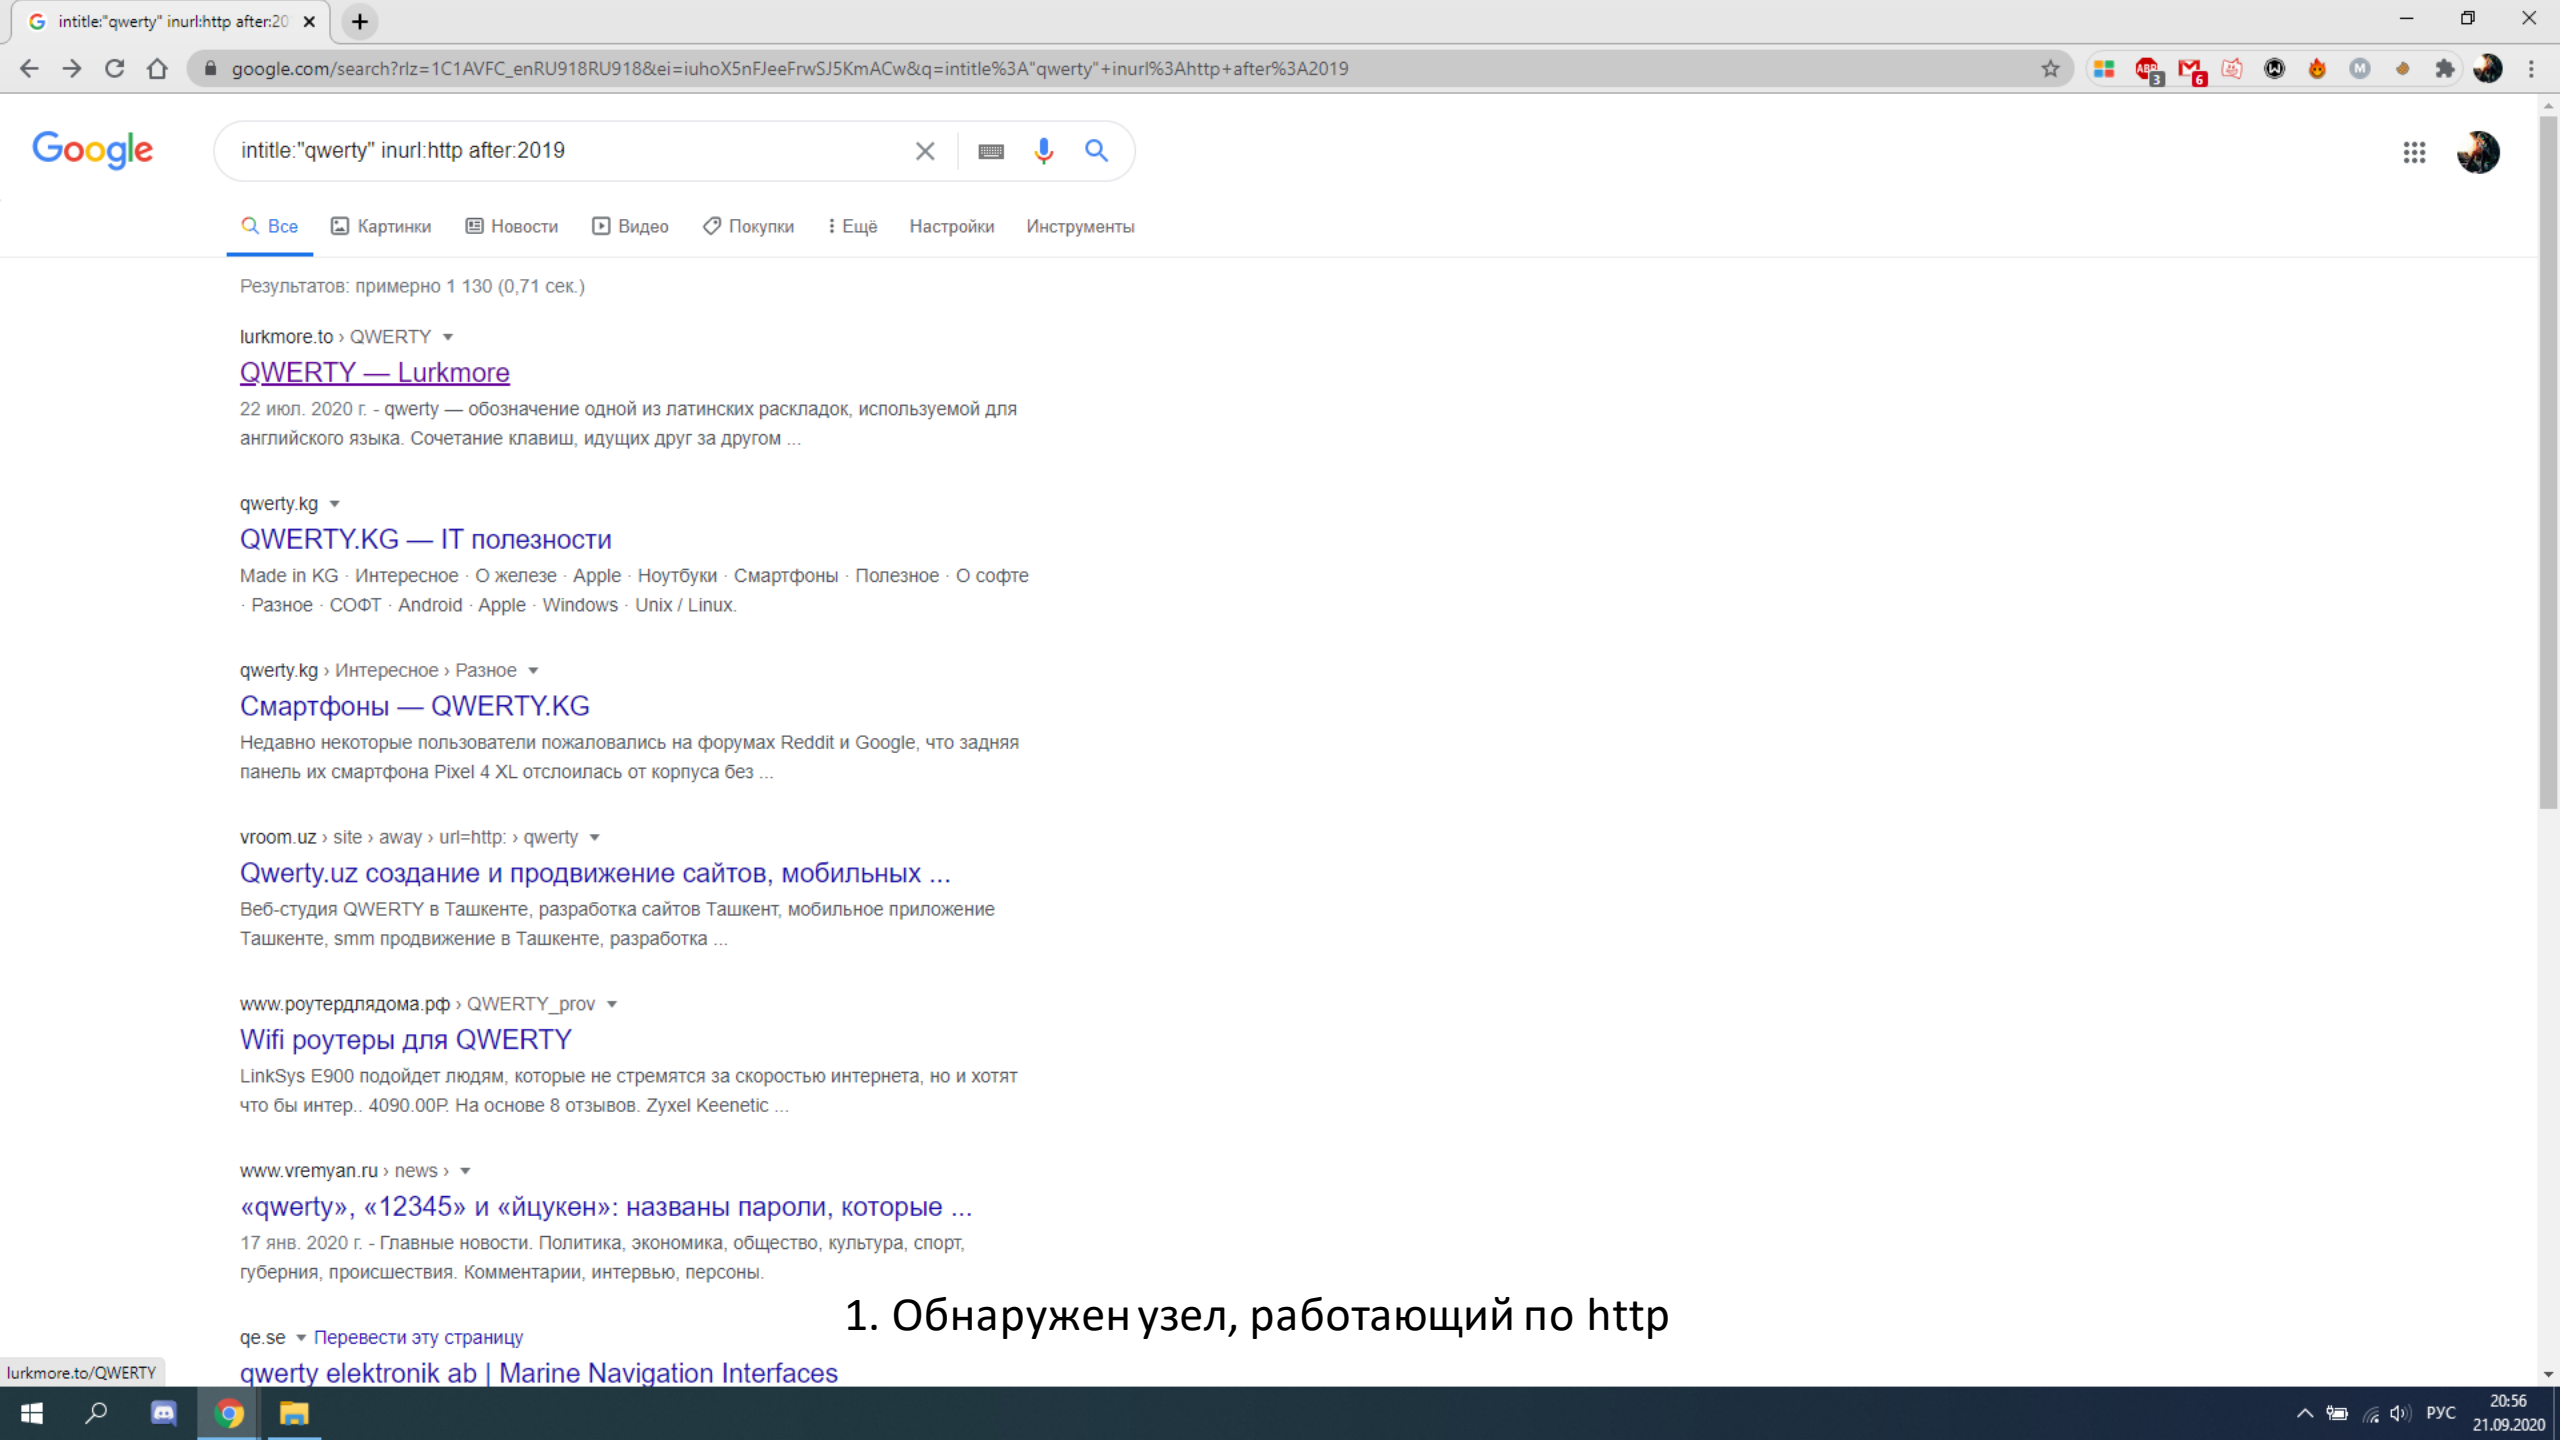 intitle:"qwerty" inurl:http after:20
google.com/search?rlz=1C1AVFC_enRU918RU918&ei=iuhoX5nFJeeFrwSJ5KmACw&q=intitle%3A"qwerty"+inurl%3Ahttp+after%3A2019
ABP 3 6 M
Google
intitle:"qwerty" inurl:http after:2019
Все Картинки Новости Видео Покупки Ещё Настройки Инструменты
Результатов: примерно 1 130 (0,71 сек.)
lurkmore.to › QWERTY
QWERTY — Lurkmore
22 июл. 2020 г. - qwerty — обозначение одной из латинских раскладок, используемой для
английского языка. Сочетание клавиш, идущих друг за другом ...
qwerty.kg
QWERTY.KG — IT полезности
Made in KG · Интересное · О железе · Apple · Ноутбуки · Смартфоны · Полезное · О софте
· Разное · СОФТ · Android · Apple · Windows · Unix / Linux.
qwerty.kg › Интересное › Разное
Смартфоны — QWERTY.KG
Недавно некоторые пользователи пожаловались на форумах Reddit и Google, что задняя
панель их смартфона Pixel 4 XL отслоилась от корпуса без ...
vroom.uz › site › away › url=http: › qwerty
Qwerty.uz создание и продвижение сайтов, мобильных ...
Веб-студия QWERTY в Ташкенте, разработка сайтов Ташкент, мобильное приложение
Ташкенте, smm продвижение в Ташкенте, разработка ...
www.роутердлядома.рф › QWERTY_prov
Wifi роутеры для QWERTY
LinkSys E900 подойдет людям, которые не стремятся за скоростью интернета, но и хотят
что бы интер.. 4090.00Р. На основе 8 отзывов. Zyxel Keenetic ...
www.vremyan.ru › news ›
«qwerty», «12345» и «йцукен»: названы пароли, которые ...
17 янв. 2020 г. - Главные новости. Политика, экономика, общество, культура, спорт,
губерния, происшествия. Комментарии, интервью, персоны.
1. Обнаружен узел, работающий по http
qe.se Перевести эту страницу
qwerty elektronik ab | Marine Navigation Interfaces
lurkmore.to/QWERTY
РУС
20:56
21.09.2020